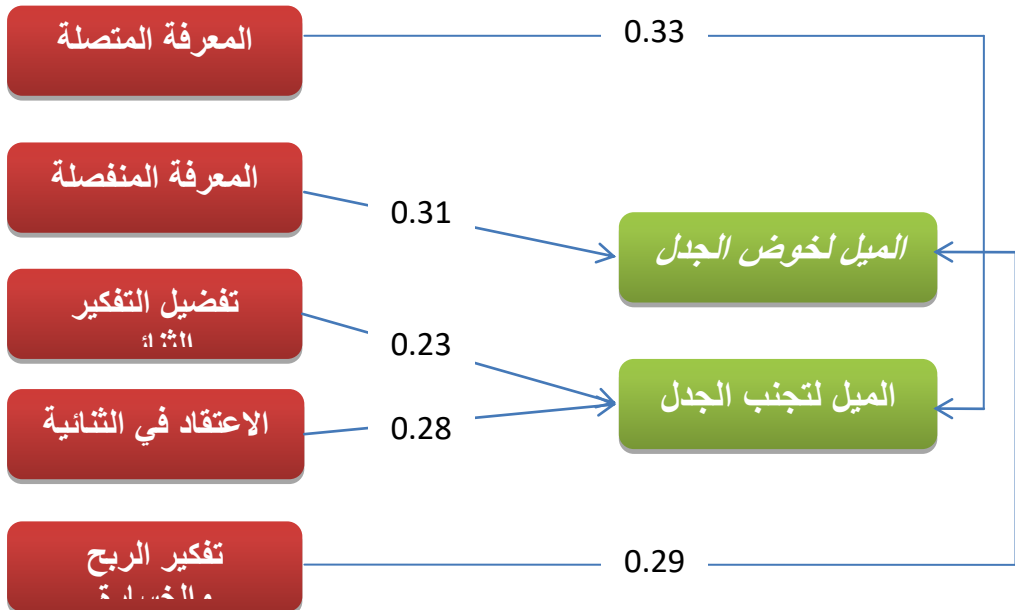 المعرفة المتصلة
0.33
المعرفة المنفصلة
0.31
الميل لخوض الجدل
تفضيل التفكير
0.23
الميل لتجنب الجدل
الاعتقاد في الثنائية
0.28
تفكير الربح
والخسارة
0.29